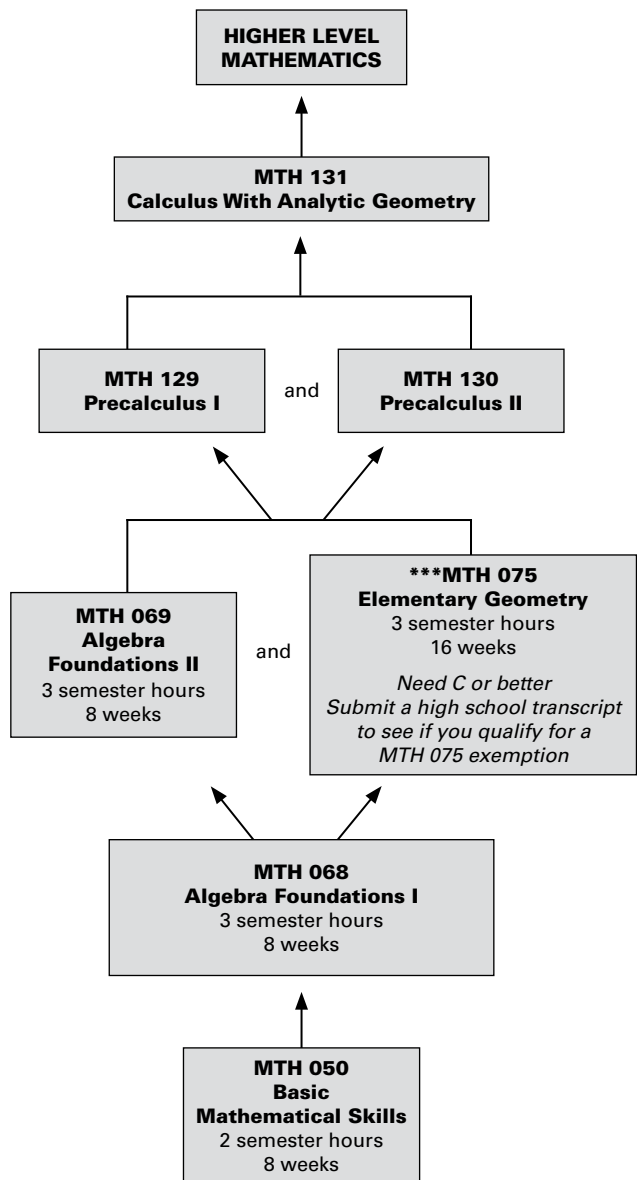 HIGHER LEVEL
MATHEMATICS
MTH 131
Calculus With Analytic Geometry
MTH 129
Precalculus I
and
MTH 130
Precalculus II
MTH 069
Algebra
Foundations II
3 semester hours
8 weeks
and
***MTH 075
Elementary Geometry
3 semester hours
16 weeks
Need C or better
Submit a high school transcript
to see if you qualify for a
MTH 075 exemption
MTH 068
Algebra Foundations I
3 semester hours
8 weeks
MTH 050
Basic
Mathematical Skills
2 semester hours
8 weeks